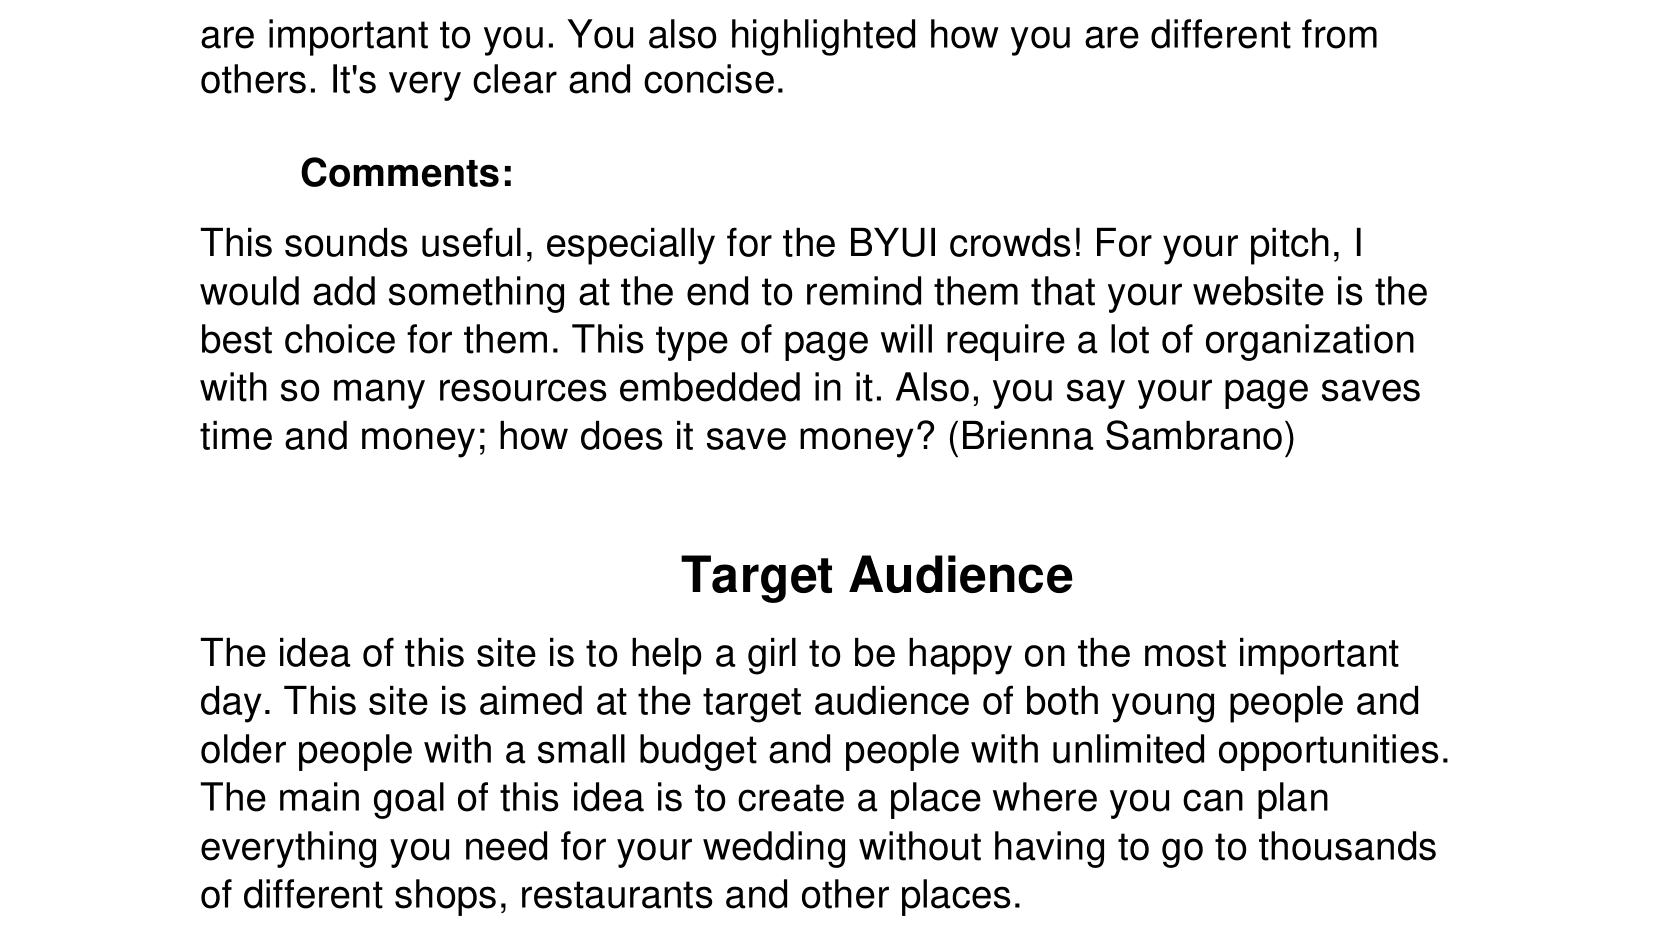 are important to you. You also highlighted how you are different from
others. It's very clear and concise.
Comments:
This sounds useful, especially for the BYUI crowds! For your pitch, I
would add something at the end to remind them that your website is the
best choice for them. This type of page will require a lot of organization
with so many resources embedded in it. Also, you say your page saves
time and money; how does it save money? (Brienna Sambrano)
Target Audience
The idea of this site is to help a girl to be happy on the most important
day. This site is aimed at the target audience of both young people and
older people with a small budget and people with unlimited opportunities.
The main goal of this idea is to create a place where you can plan
everything you need for your wedding without having to go to thousands
of different shops, restaurants and other places.